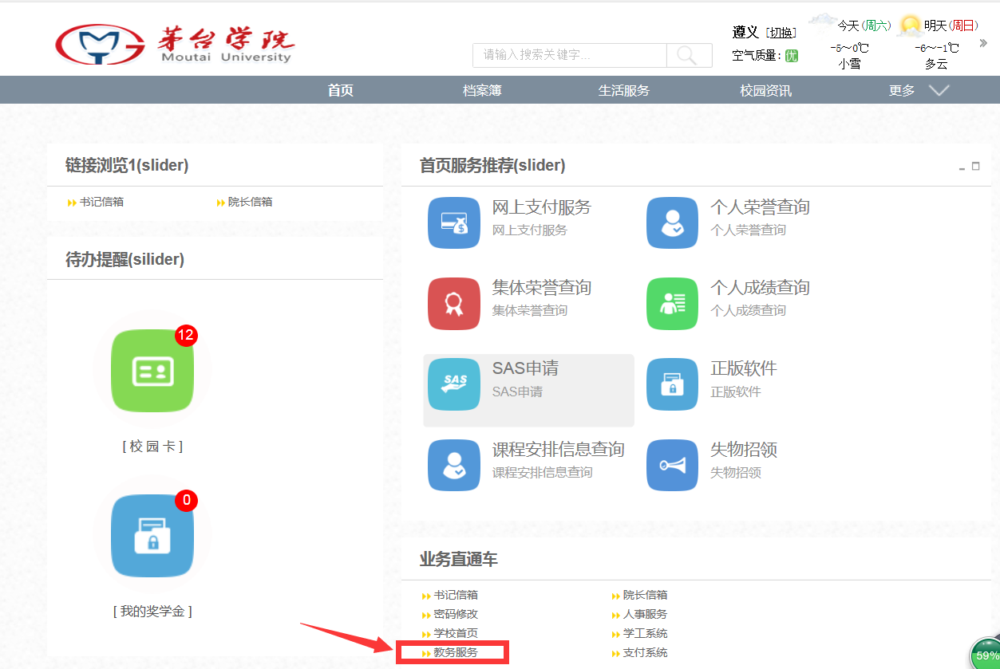 茅台学院
Moutai University
请输入搜索关键字...
遵义 [切换]
空气质量：优
今天(周六)
-5～0℃
小雪
明天(周日)
-6～-1℃
多云
»
首页 档案簿 生活服务 校园资讯 更多
链接浏览1(slider)
书记信箱 院长信箱
待办提醒(silider)
12
[ 校 园 卡 ]
0
[ 我的奖学金 ]
首页服务推荐(slider)
网上支付服务
网上支付服务
个人荣誉查询
个人荣誉查询
集体荣誉查询
集体荣誉查询
个人成绩查询
个人成绩查询
SAS
SAS申请
SAS申请
正版软件
正版软件
课程安排信息查询
课程安排信息查询
失物招领
失物招领
业务直通车
书记信箱 院长信箱
密码修改 人事服务
学校首页 学工系统
教务服务 支付系统
59%